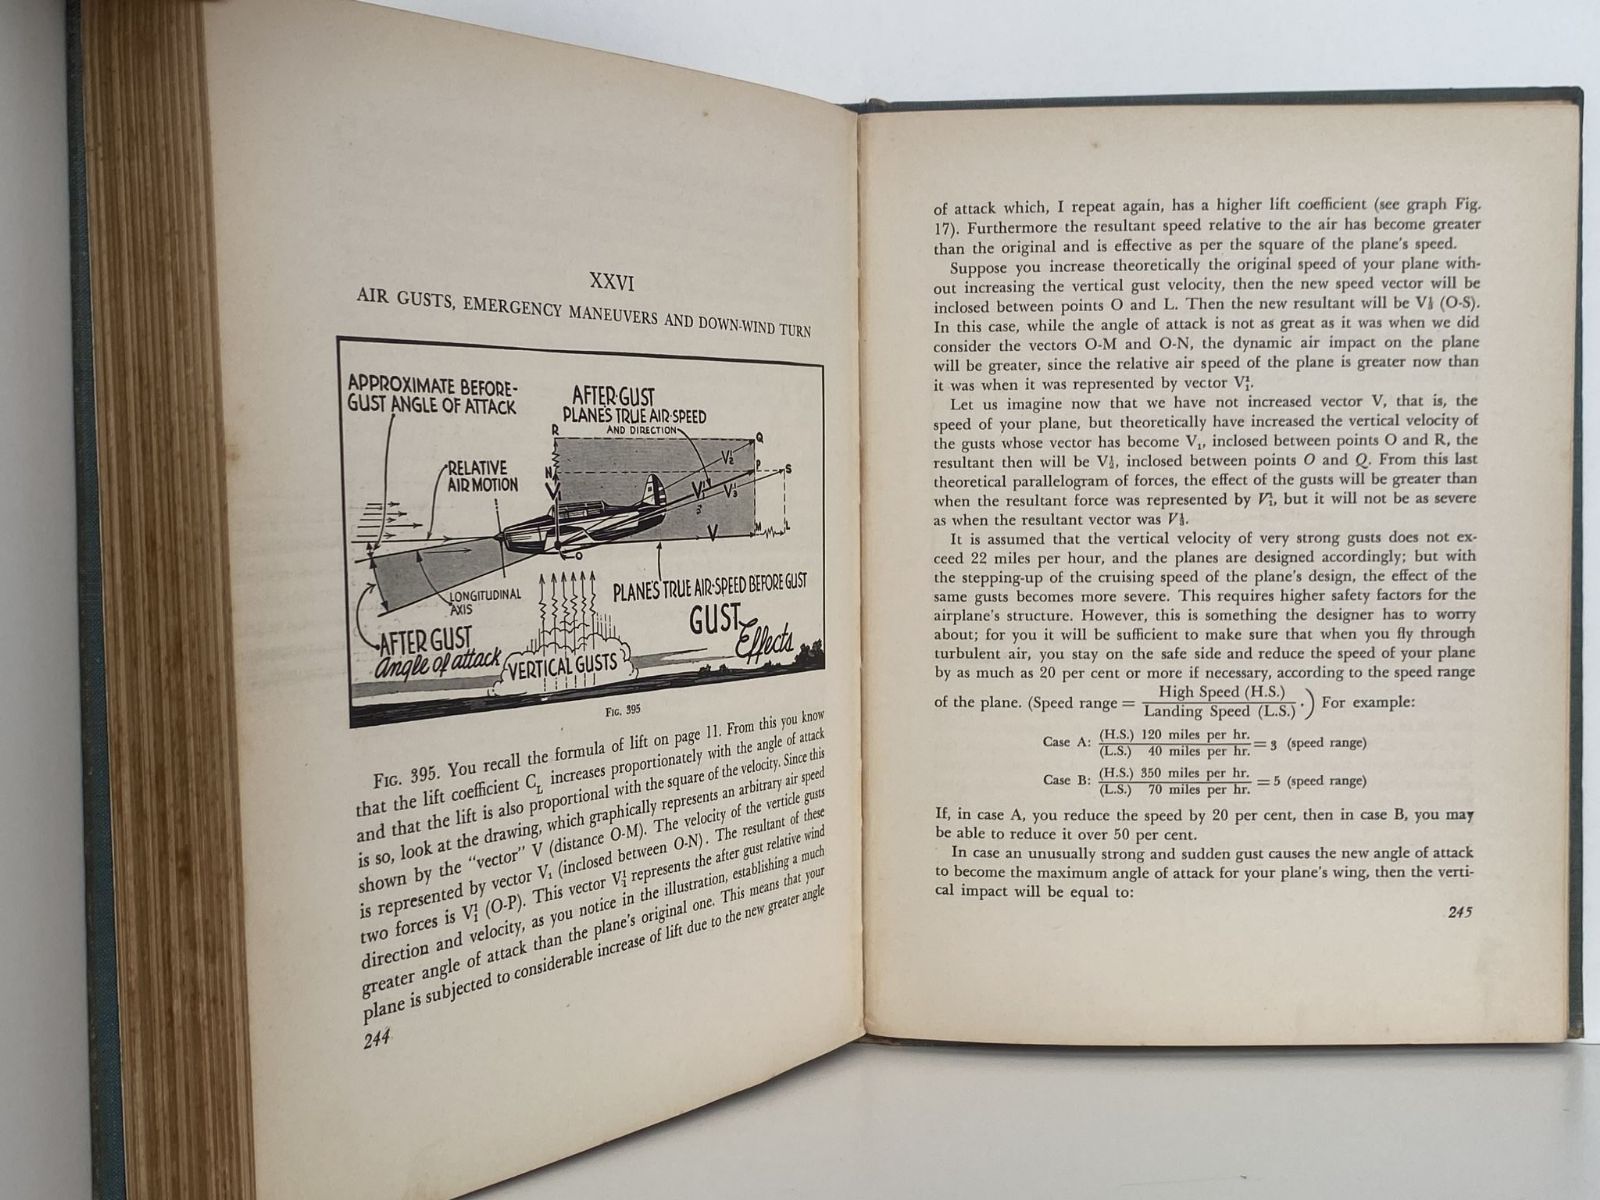 XXVI
AIR GUSTS, EMERGENCY MANEUVERS AND DOWN-WIND TURN
APPROXIMATE BEFORE-
GUST ANGLE OF ATTACK
AFTER GUST
PLANE'S TRUE AIR-SPEED
AND DIRECTION
RELATIVE
AIR MOTION
R
Q
N
P
S
V₂
V₁
V¹₁
V¹₃
V
M
L
O
LONGITUDINAL
AXIS
PLANE'S TRUE AIR-SPEED BEFORE GUST
AFTER GUST
Angle of attack
VERTICAL GUSTS
GUST
Effects
FIG. 395
FIG. 395. You recall the formula of lift on page 11. From this you know
that the lift coefficient C_L increases proportionately with the angle of attack
and that the lift is also proportional with the square of the velocity. Since this
is so, look at the drawing, which graphically represents an arbitrary air speed
shown by the "vector" V (distance O-M). The velocity of the verticle gusts
is represented by vector V₁ (inclosed between O-N). The resultant of these
two forces is V¹₁ (O-P). This vector V¹₁ represents the after gust relative wind
direction and velocity, as you notice in the illustration, establishing a much
greater angle of attack than the plane's original one. This means that your
plane is subjected to considerable increase of lift due to the new greater angle
244
of attack which, I repeat again, has a higher lift coefficient (see graph Fig.
17). Furthermore the resultant speed relative to the air has become greater
than the original and is effective as per the square of the plane's speed.
Suppose you increase theoretically the original speed of your plane with-
out increasing the vertical gust velocity, then the new speed vector will be
inclosed between points O and L. Then the new resultant will be V¹₃ (O-S).
In this case, while the angle of attack is not as great as it was when we did
consider the vectors O-M and O-N, the dynamic air impact on the plane
will be greater, since the relative air speed of the plane is greater now than
it was when it was represented by vector V¹₁.
Let us imagine now that we have not increased vector V, that is, the
speed of your plane, but theoretically have increased the vertical velocity of
the gusts whose vector has become V₁, inclosed between points O and R, the
resultant then will be V¹₂, inclosed between points O and Q. From this last
theoretical parallelogram of forces, the effect of the gusts will be greater than
when the resultant force was represented by V¹₁, but it will not be as severe
as when the resultant vector was V¹₃.
It is assumed that the vertical velocity of very strong gusts does not ex-
ceed 22 miles per hour, and the planes are designed accordingly; but with
the stepping-up of the cruising speed of the plane's design, the effect of the
same gusts becomes more severe. This requires higher safety factors for the
airplane's structure. However, this is something the designer has to worry
about; for you it will be sufficient to make sure that when you fly through
turbulent air, you stay on the safe side and reduce the speed of your plane
by as much as 20 per cent or more if necessary, according to the speed range
of the plane. (Speed range = High Speed (H.S.) / Landing Speed (L.S.) .) For example:
Case A: (H.S.) 120 miles per hr. / (L.S.) 40 miles per hr. = 3 (speed range)
Case B: (H.S.) 350 miles per hr. / (L.S.) 70 miles per hr. = 5 (speed range)
If, in case A, you reduce the speed by 20 per cent, then in case B, you may
be able to reduce it over 50 per cent.
In case an unusually strong and sudden gust causes the new angle of attack
to become the maximum angle of attack for your plane's wing, then the verti-
cal impact will be equal to:
245